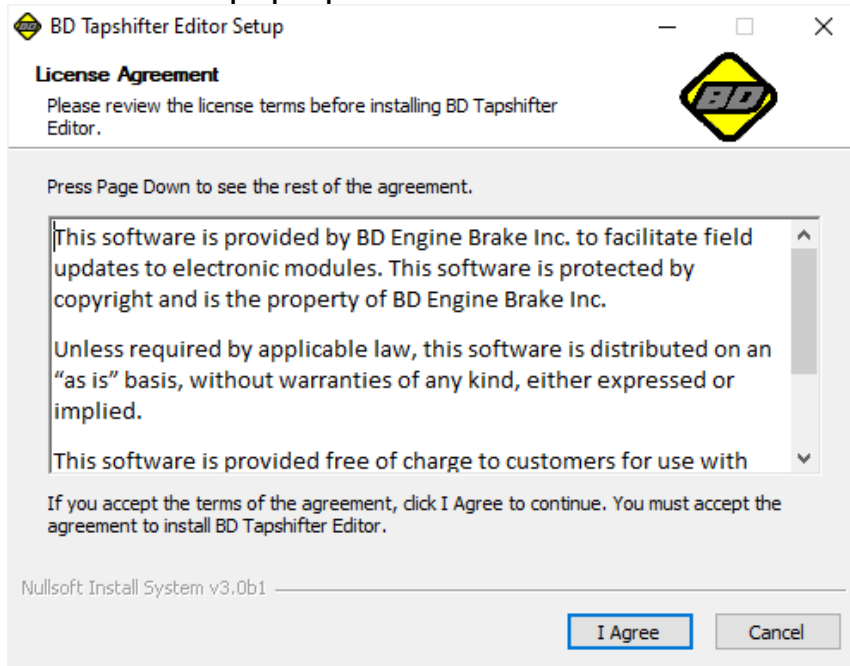 BD Tapshifter Editor Setup
License Agreement
Please review the license terms before installing BD Tapshifter
Editor.
BD
Press Page Down to see the rest of the agreement.
This software is provided by BD Engine Brake Inc. to facilitate field
updates to electronic modules. This software is protected by
copyright and is the property of BD Engine Brake Inc.
Unless required by applicable law, this software is distributed on an
“as is” basis, without warranties of any kind, either expressed or
implied.
This software is provided free of charge to customers for use with
If you accept the terms of the agreement, click I Agree to continue. You must accept the
agreement to install BD Tapshifter Editor.
Nullsoft Install System v3.0b1
I Agree
Cancel